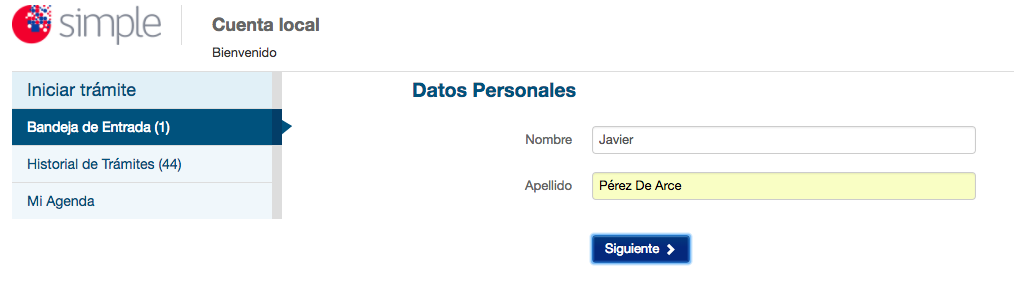 simple
Cuenta local
Bienvenido
Iniciar trámite
Bandeja de Entrada (1)
Historial de Trámites (44)
Mi Agenda
Datos Personales
Nombre Javier
Apellido Pérez De Arce
Siguiente